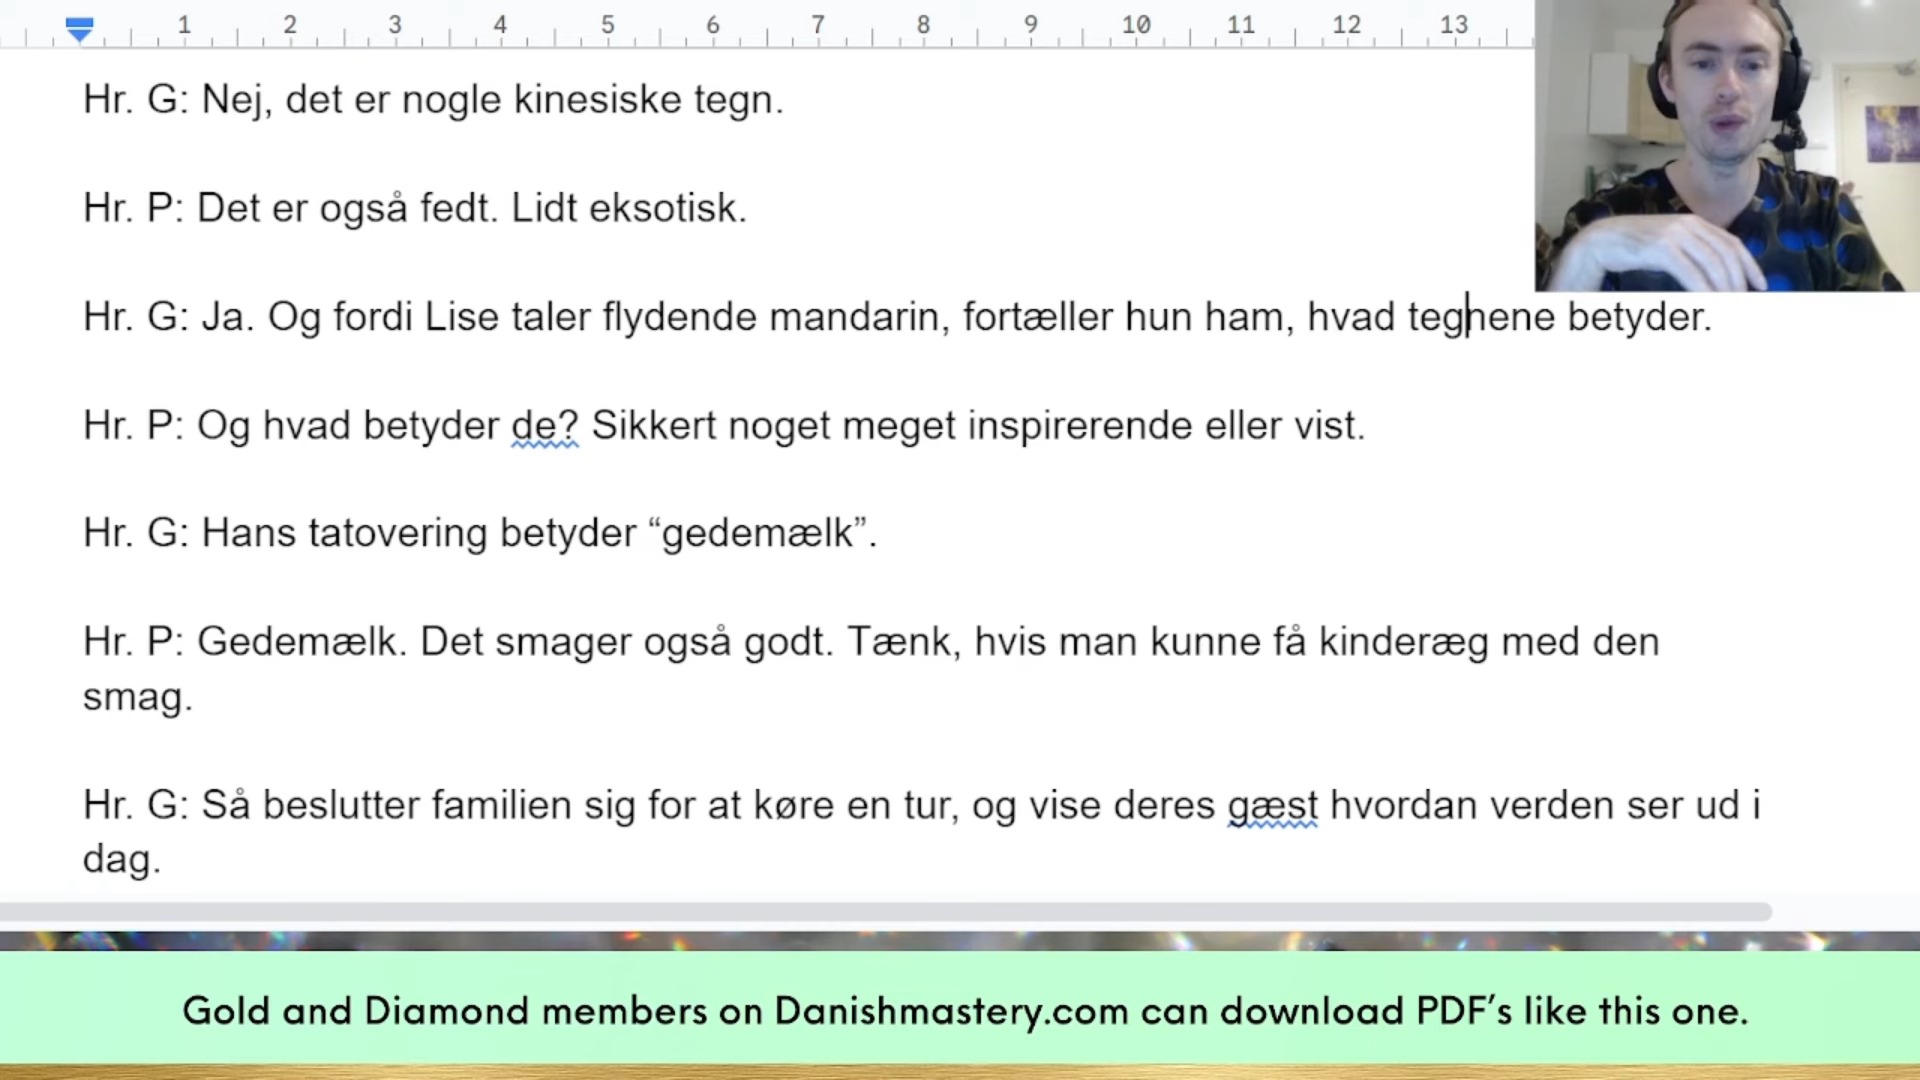 1 2 3 4 5 6 7 8 9 10 11 12 13
Hr. G: Nej, det er nogle kinesiske tegn.
Hr. P: Det er også fedt. Lidt eksotisk.
Hr. G: Ja. Og fordi Lise taler flydende mandarin, fortæller hun ham, hvad tegnene betyder.
Hr. P: Og hvad betyder de? Sikkert noget meget inspirerende eller vist.
Hr. G: Hans tatovering betyder “gedemælk”.
Hr. P: Gedemælk. Det smager også godt. Tænk, hvis man kunne få kinderæg med den
smag.
Hr. G: Så beslutter familien sig for at køre en tur, og vise deres gæst hvordan verden ser ud i
dag.
Gold and Diamond members on Danishmastery.com can download PDF’s like this one.